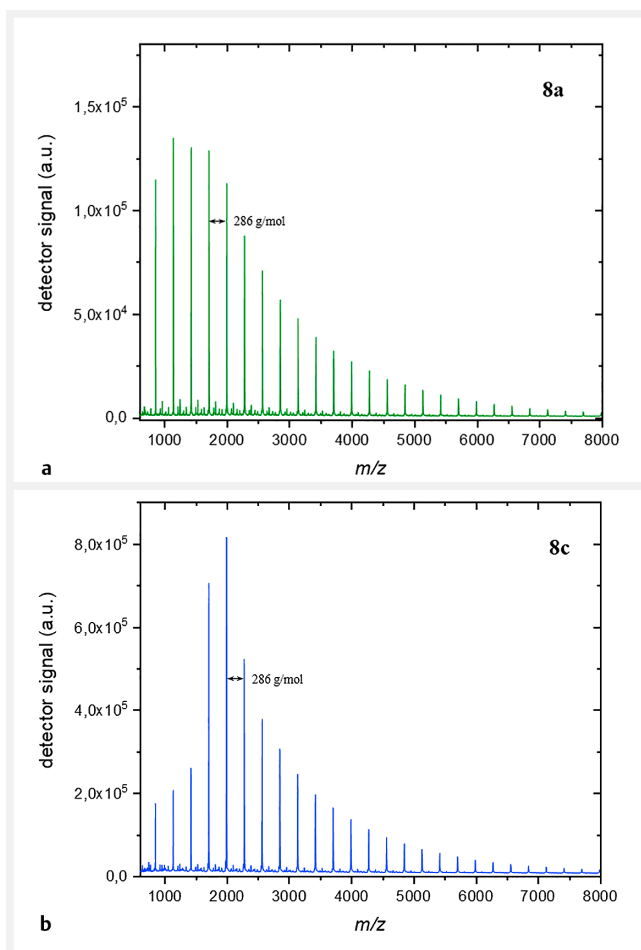 8a
1,5x10⁵
1,0x10⁵
5,0x10⁴
0,0
detector signal (a.u.)
286 g/mol
1000 2000 3000 4000 5000 6000 7000 8000
a
m/z
8c
8,0x10⁵
6,0x10⁵
4,0x10⁵
2,0x10⁵
0,0
detector signal (a.u.)
286 g/mol
1000 2000 3000 4000 5000 6000 7000 8000
b
m/z